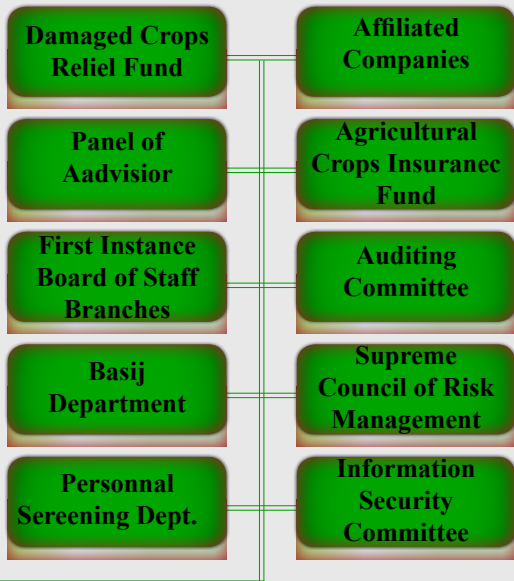 Damaged Crops
Reliel Fund
Affiliated
Companies
Panel of
Aadvisior
Agricultural
Crops Insuranec
Fund
First Instance
Board of Staff
Branches
Auditing
Committee
Basij
Department
Supreme
Council of Risk
Management
Personnal
Sereening Dept.
Information
Security
Committee